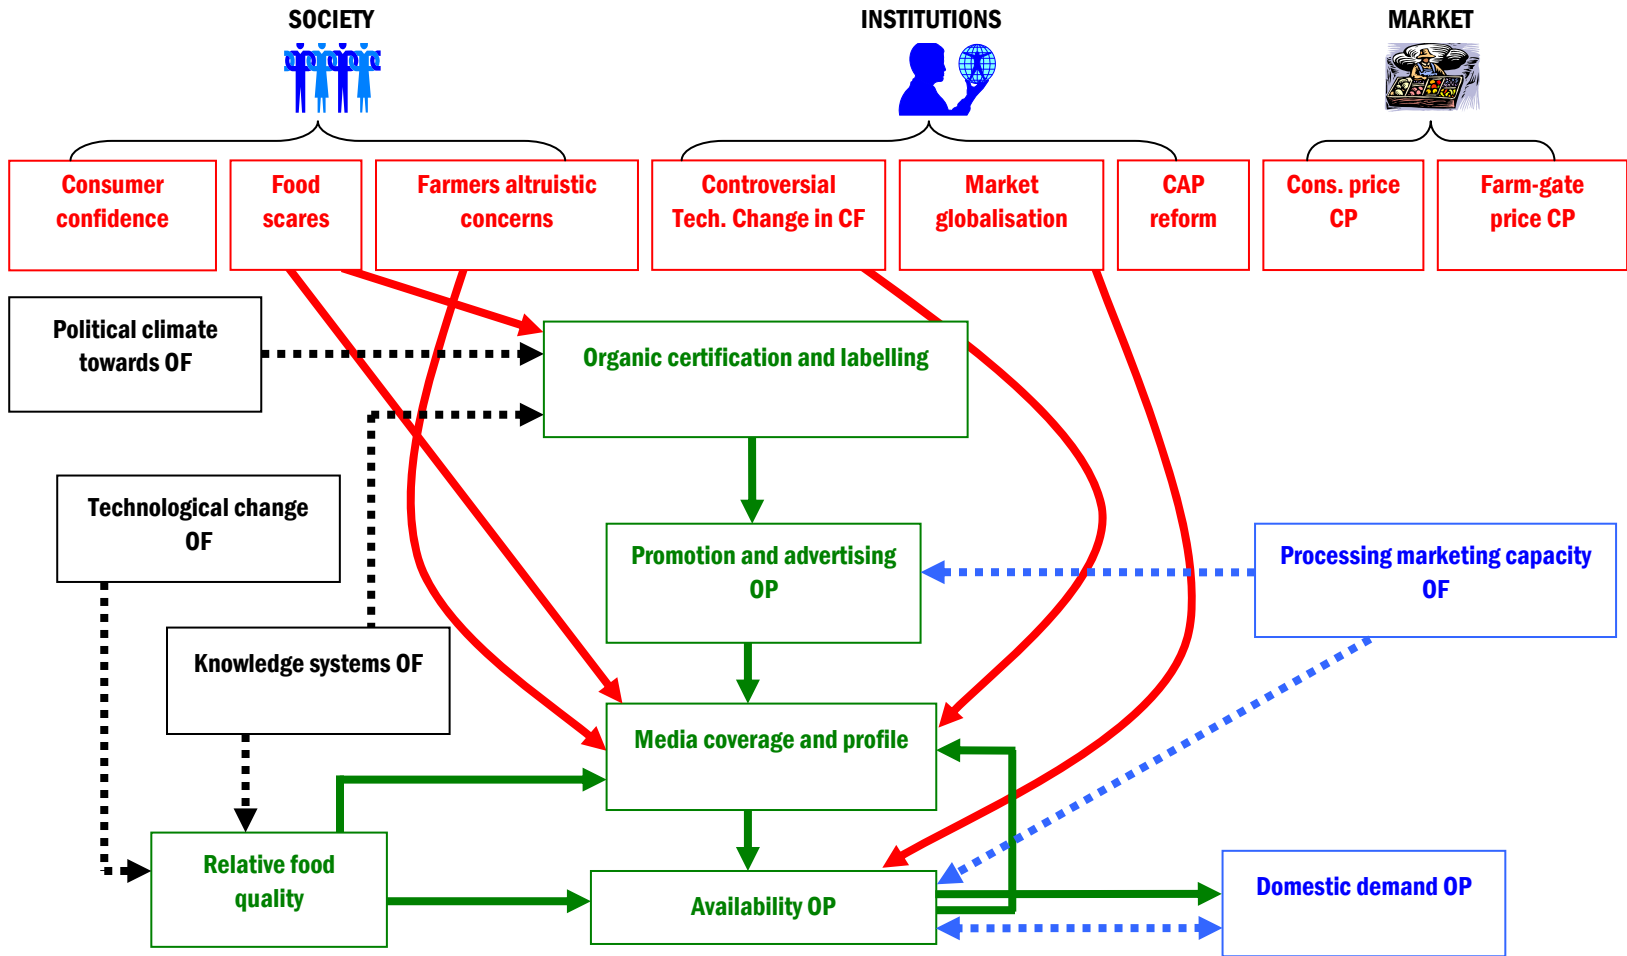 SOCIETY
INSTITUTIONS
MARKET
Consumer
confidence
Food
scares
Farmers altruistic
concerns
Controversial
Tech. Change in CF
Market
globalisation
CAP
reform
Cons. price
CP
Farm-gate
price CP
Political climate
towards OF
Organic certification and labelling
Technological change
OF
Promotion and advertising
OP
Processing marketing capacity
OF
Knowledge systems OF
Media coverage and profile
Relative food
quality
Availability OP
Domestic demand OP